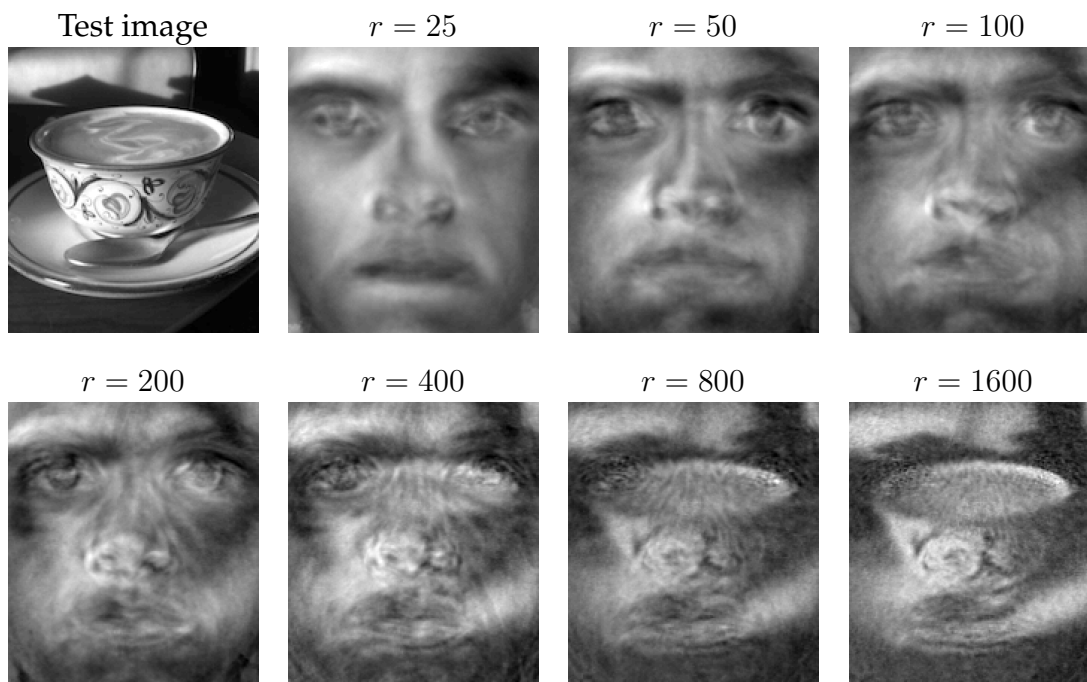 Test image
r = 25
r = 50
r = 100
r = 200
r = 400
r = 800
r = 1600